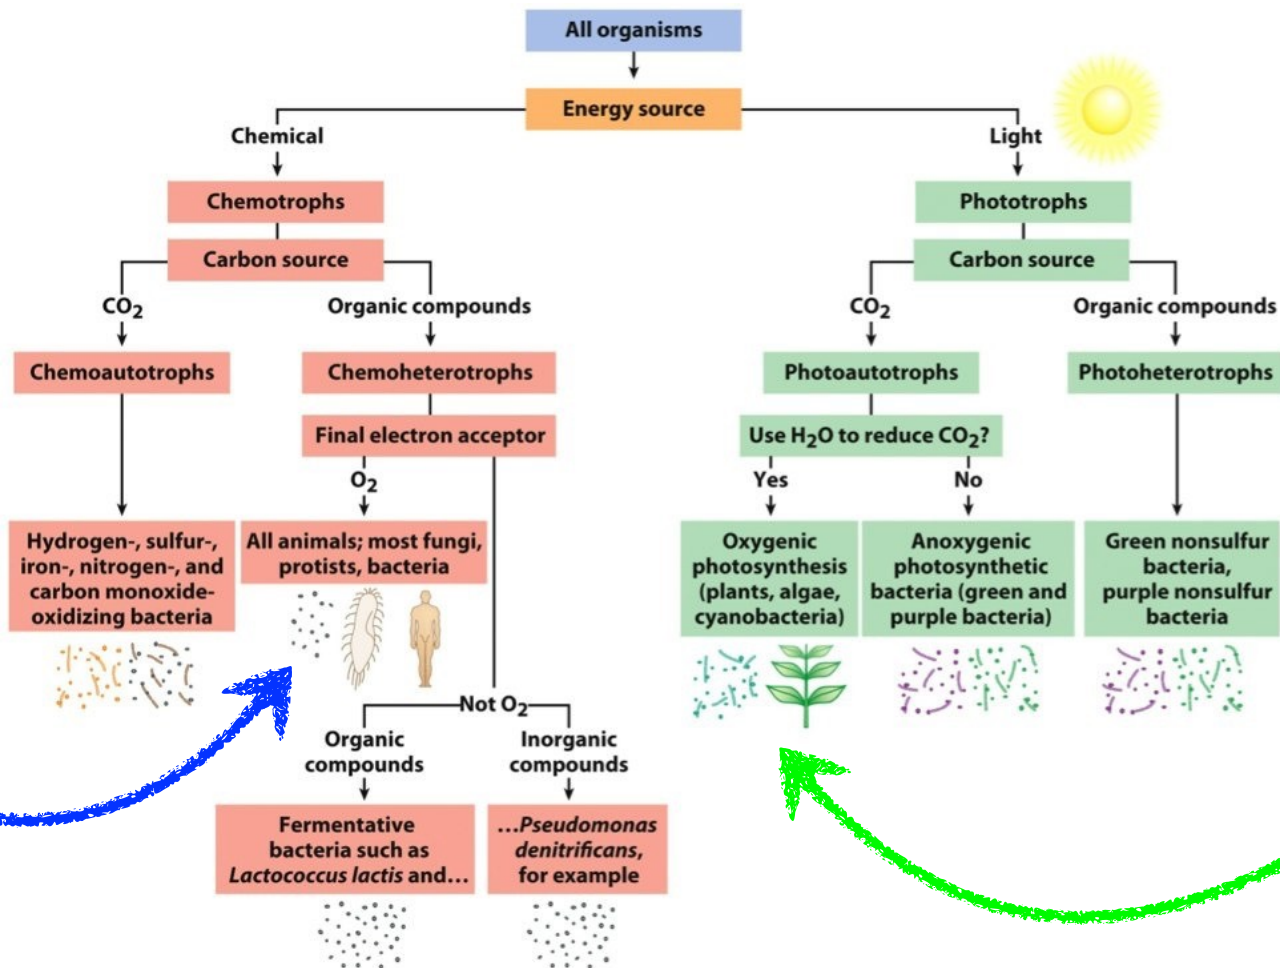 All organisms
Energy source
Chemical
Light
Chemotrophs
Phototrophs
Carbon source
Carbon source
CO₂
Organic compounds
CO₂
Organic compounds
Chemoautotrophs
Chemoheterotrophs
Photoautotrophs
Photoheterotrophs
Final electron acceptor
Use H₂O to reduce CO₂?
O₂
Yes
No
Hydrogen-, sulfur-,
iron-, nitrogen-, and
carbon monoxide-
oxidizing bacteria
All animals; most fungi,
protists, bacteria
Oxygenic
photosynthesis
(plants, algae,
cyanobacteria)
Anoxygenic
photosynthetic
bacteria (green and
purple bacteria)
Green nonsulfur
bacteria,
purple nonsulfur
bacteria
Not O₂
Organic
compounds
Inorganic
compounds
Fermentative
bacteria such as
Lactococcus lactis and...
...Pseudomonas
denitrificans,
for example